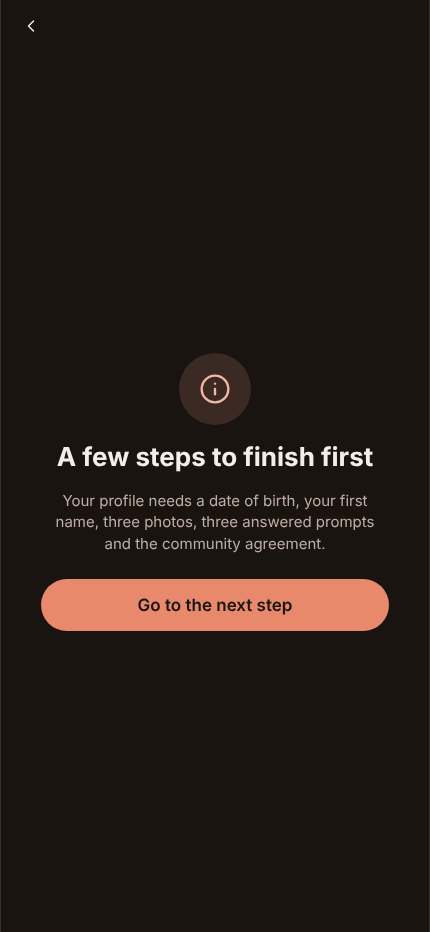 A few steps to finish first
Your profile needs a date of birth, your first
name, three photos, three answered prompts
and the community agreement.
Go to the next step